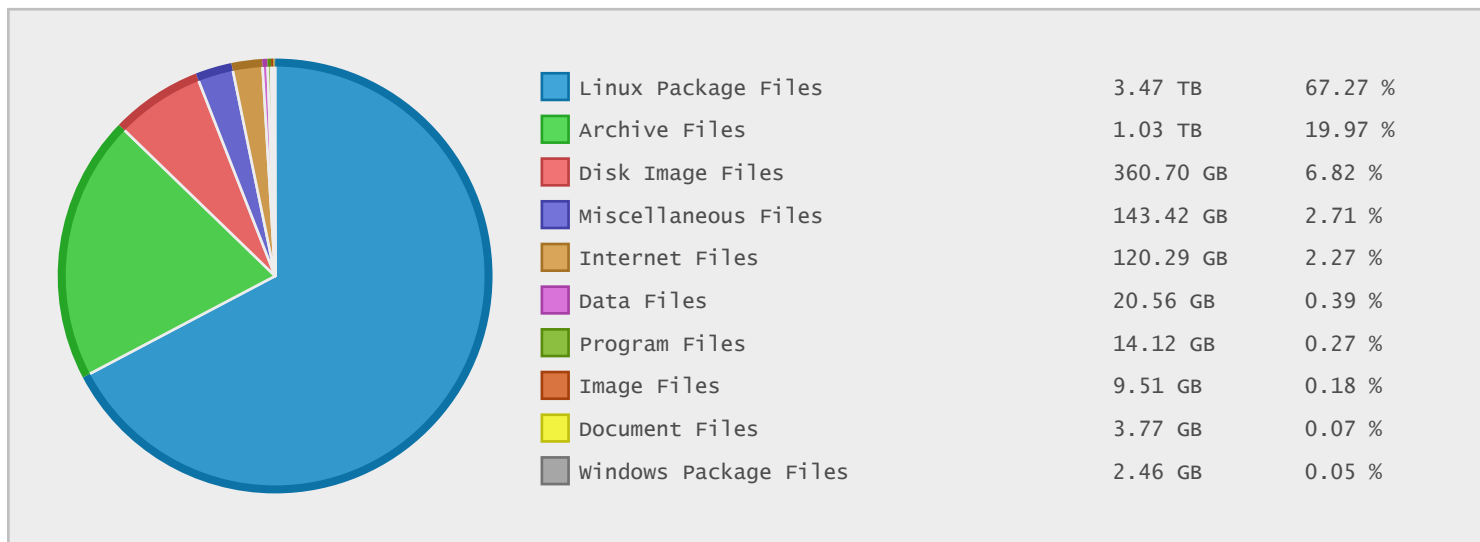 Linux Package Files 3.47 TB 67.27 %
Archive Files 1.03 TB 19.97 %
Disk Image Files 360.70 GB 6.82 %
Miscellaneous Files 143.42 GB 2.71 %
Internet Files 120.29 GB 2.27 %
Data Files 20.56 GB 0.39 %
Program Files 14.12 GB 0.27 %
Image Files 9.51 GB 0.18 %
Document Files 3.77 GB 0.07 %
Windows Package Files 2.46 GB 0.05 %